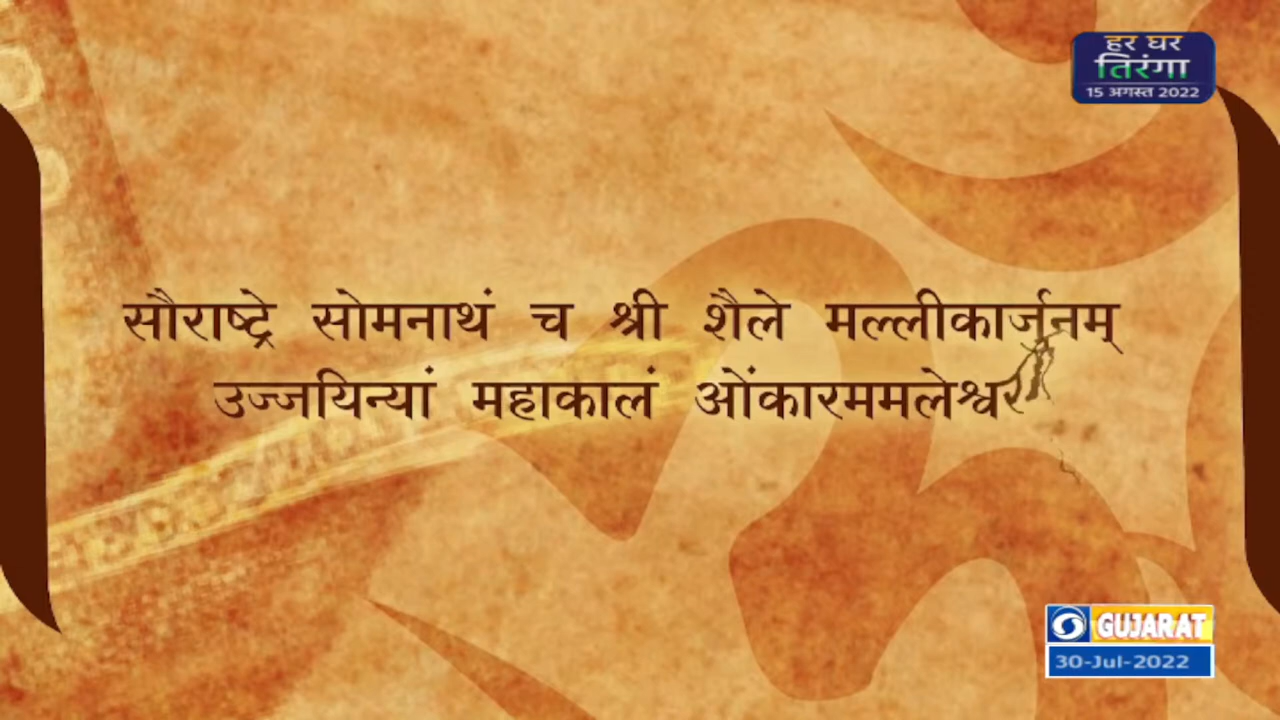 हर घर
तिरंगा
15 अगस्त 2022
सौराष्ट्रे सोमनाथं च श्री शैले मल्लीकार्जुनम्
उज्जयिन्यां महाकालं ओंकारममलेश्वर
GUJARAT
30-Jul-2022